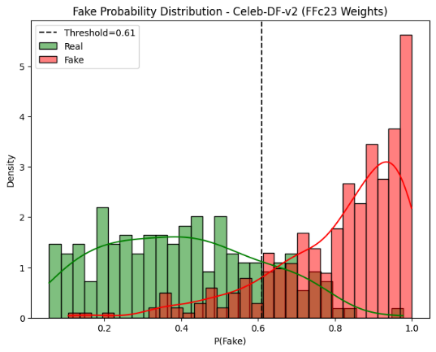 Fake Probability Distribution - Celeb-DF-v2 (FFc23 Weights)
Threshold=0.61
Real
Fake
5
4
3
2
1
0
Density
0.2 0.4 0.6 0.8 1.0
P(Fake)